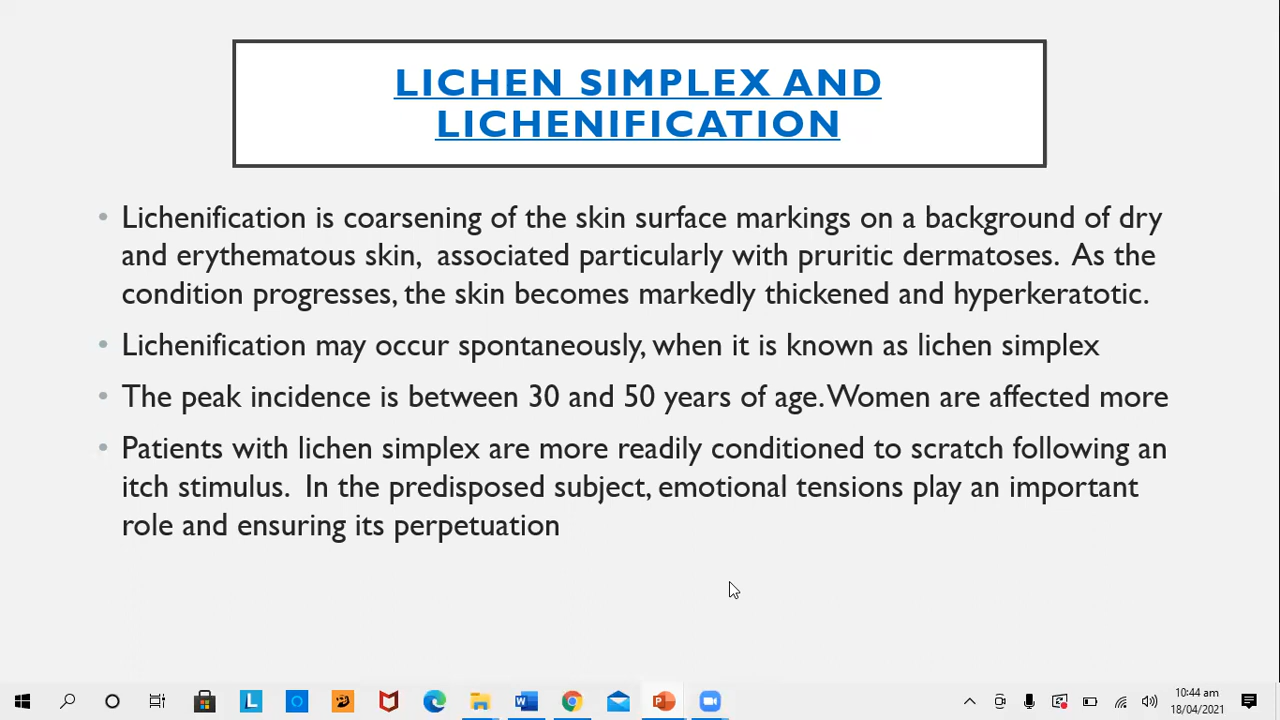 LICHEN SIMPLEX AND
LICHENIFICATION
• Lichenification is coarsening of the skin surface markings on a background of dry
and erythematous skin, associated particularly with pruritic dermatoses. As the
condition progresses, the skin becomes markedly thickened and hyperkeratotic.
• Lichenification may occur spontaneously, when it is known as lichen simplex
• The peak incidence is between 30 and 50 years of age. Women are affected more
• Patients with lichen simplex are more readily conditioned to scratch following an
itch stimulus. In the predisposed subject, emotional tensions play an important
role and ensuring its perpetuation
10:44 am
18/04/2021